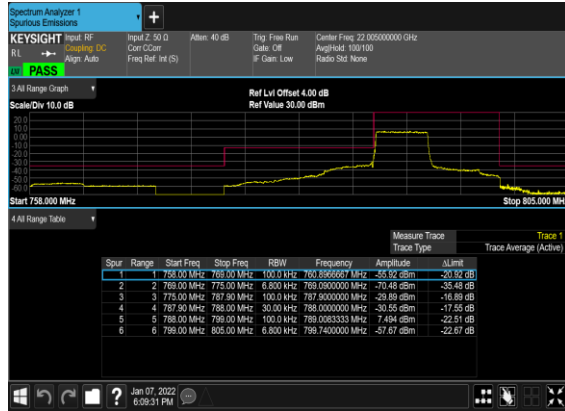 Spectrum Analyzer 1
Spurious Emissions
KEYSIGHT Input: RF Input Z: 50 Ω Atten: 40 dB Trig: Free Run Center Freq: 22.005000000 GHz
RL Coupling: DC Corr CCorr Gate: Off Avg|Hold: 100/100
Align: Auto Freq Ref: Int (S) IF Gain: Low Radio Std: None
PASS
3 All Range Graph
Ref Lvl Offset 4.00 dB
Scale/Div 10.0 dB Ref Value 30.00 dBm
20.0
10.0
0.00
-10.0
-20.0
-30.0
-40.0
-50.0
-60.0
Start 758.000 MHz Stop 805.000 MH
4 All Range Table
Measure Trace Trace 1
Trace Type Trace Average (Active)
Spur Range Start Freq Stop Freq RBW Frequency Amplitude ΔLimit
1 1 758.00 MHz 769.00 MHz 100.0 kHz 760.8966667 MHz -55.92 dBm -20.92 dB
2 2 769.00 MHz 775.00 MHz 6.800 kHz 769.0900000 MHz -70.48 dBm -35.48 dB
3 3 775.00 MHz 787.90 MHz 100.0 kHz 787.9000000 MHz -29.89 dBm -16.89 dB
4 4 787.90 MHz 788.00 MHz 30.00 kHz 788.0000000 MHz -30.55 dBm -17.55 dB
5 5 788.00 MHz 799.00 MHz 100.0 kHz 789.0083333 MHz 7.494 dBm -22.51 dB
6 6 799.00 MHz 805.00 MHz 6.800 kHz 799.7400000 MHz -57.67 dBm -22.67 dB
? Jan 07, 2022
6:09:31 PM